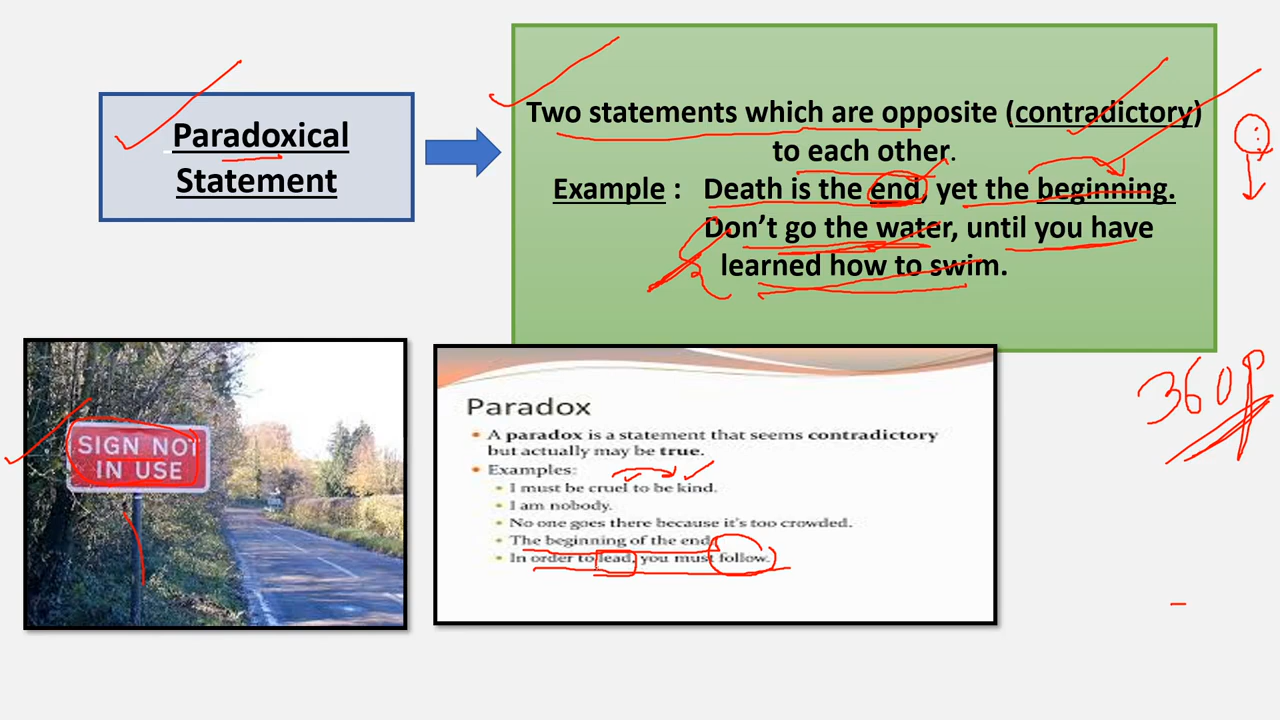 Paradoxical
Statement
Two statements which are opposite (contradictory)
to each other.
Example : Death is the end, yet the beginning.
Don't go the water, until you have
learned how to swim.
SIGN NOT
IN USE
Paradox
• A paradox is a statement that seems contradictory
but actually may be true.
• Examples:
• I must be cruel to be kind.
• I am nobody.
• No one goes there because it's too crowded.
• The beginning of the end.
• In order to lead, you must follow.